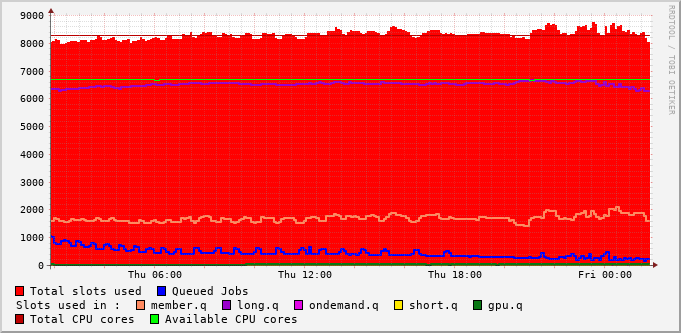 9000
8000
7000
6000
5000
4000
3000
2000
1000
0
Thu 06:00 Thu 12:00 Thu 18:00 Fri 00:00
RRDTOOL / TOBI OETIKER
Total slots used Queued Jobs
Slots used in : member.q long.q ondemand.q short.q gpu.q
Total CPU cores Available CPU cores